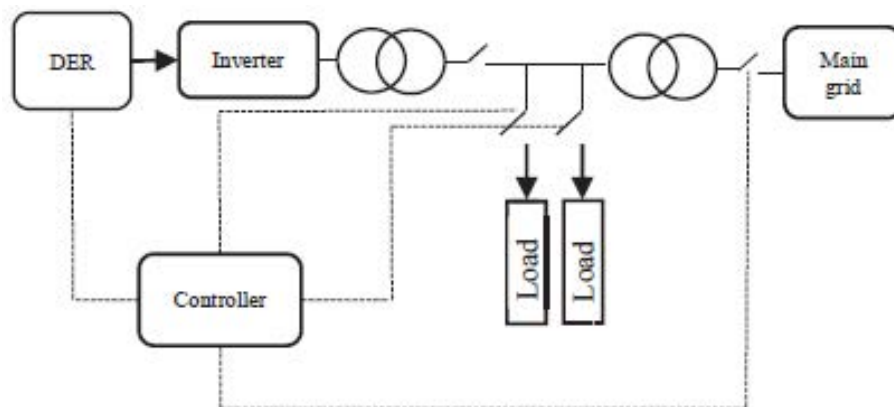 DER
Inverter
Main
grid
Load
Load
Controller